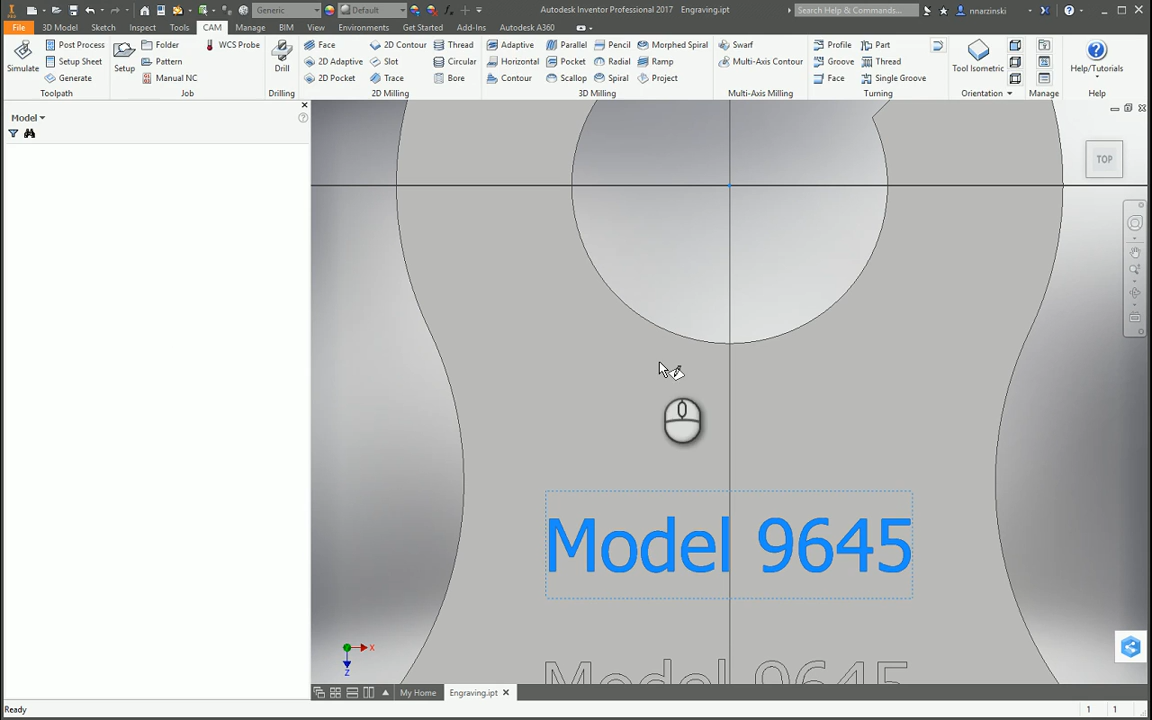 Generic Default Autodesk Inventor Professional 2017 Engraving.ipt Search Help & Commands... nnarzinski
File 3D Model Sketch Inspect Tools CAM Manage BIM View Environments Get Started Add-Ins Autodesk A360
Simulate Post Process Setup Sheet Generate Toolpath
Setup Folder Pattern Manual NC WCS Probe Job
Drill Drilling
Face 2D Adaptive 2D Pocket 2D Contour Slot Trace Thread Circular Bore 2D Milling
Adaptive Horizontal Contour Parallel Pocket Scallop Pencil Radial Spiral Morphed Spiral Ramp Project 3D Milling
Swarf Multi-Axis Contour Multi-Axis Milling
Profile Groove Face Part Thread Single Groove Turning
Tool Isometric Orientation
Manage
Help/Tutorials Help
Model
TOP
Model 9645
Model 9645
X
Z
My Home Engraving.ipt
Ready 1 1